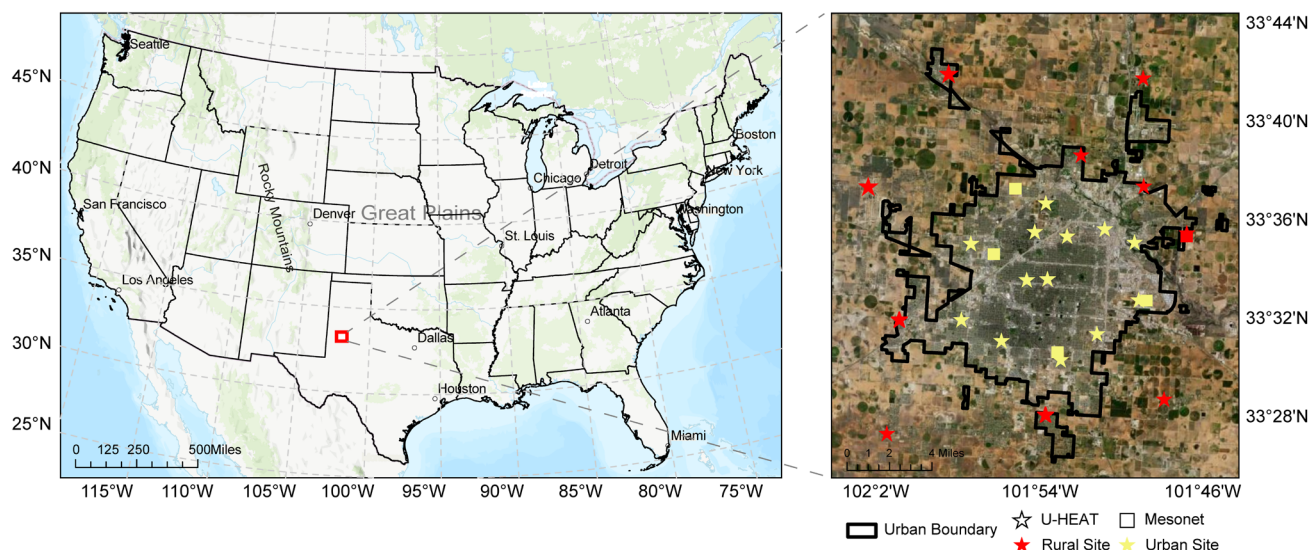 Seattle
Boston
Detroit
Chicago
New York
San Francisco
Rocky Mountains
Denver
Great Plains
Washington
St. Louis
Los Angeles
Atlanta
Dallas
Houston
Miami
0 125 250 500Miles
45°N
40°N
35°N
30°N
25°N
115°W 110°W 105°W 100°W 95°W 90°W 85°W 80°W 75°W
33°44'N
33°40'N
33°36'N
33°32'N
33°28'N
0 1 2 4 Miles
102°2'W 101°54'W 101°46'W
Urban Boundary
U-HEAT
Mesonet
Rural Site
Urban Site